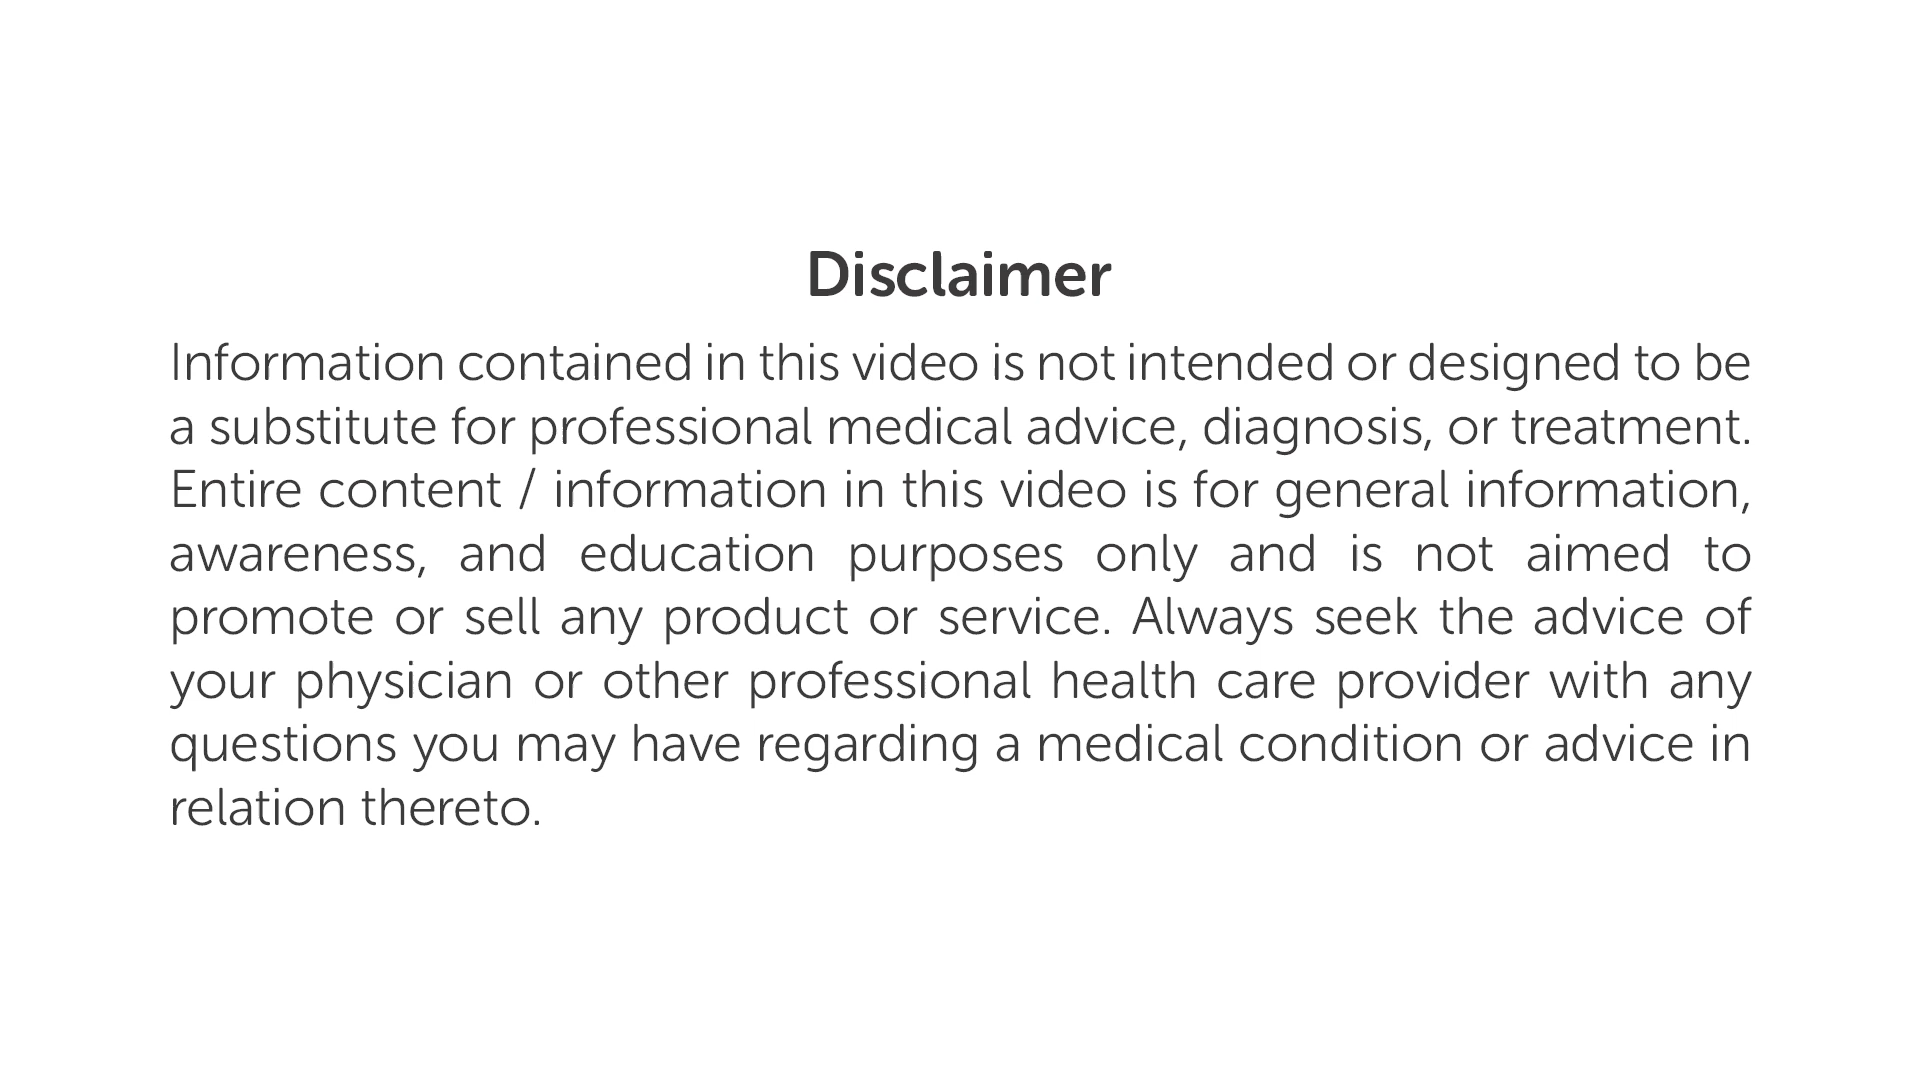 Disclaimer
Information contained in this video is not intended or designed to be
a substitute for professional medical advice, diagnosis, or treatment.
Entire content / information in this video is for general information,
awareness, and education purposes only and is not aimed to
promote or sell any product or service. Always seek the advice of
your physician or other professional health care provider with any
questions you may have regarding a medical condition or advice in
relation thereto.